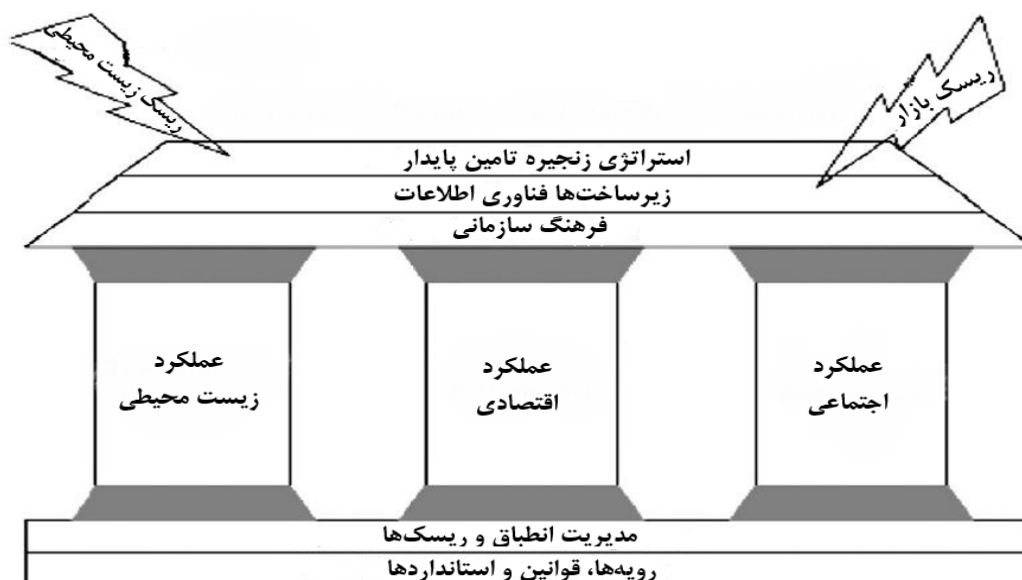 ریسک زیست محیطی
ریسک بازار
استراتژی زنجیره تامین پایدار
زیرساخت‌ها فناوری اطلاعات
فرهنگ سازمانی
عملکرد
اجتماعی
عملکرد
اقتصادی
عملکرد
زیست محیطی
مدیریت انطباق و ریسک‌ها
رویه‌ها، قوانین و استانداردها